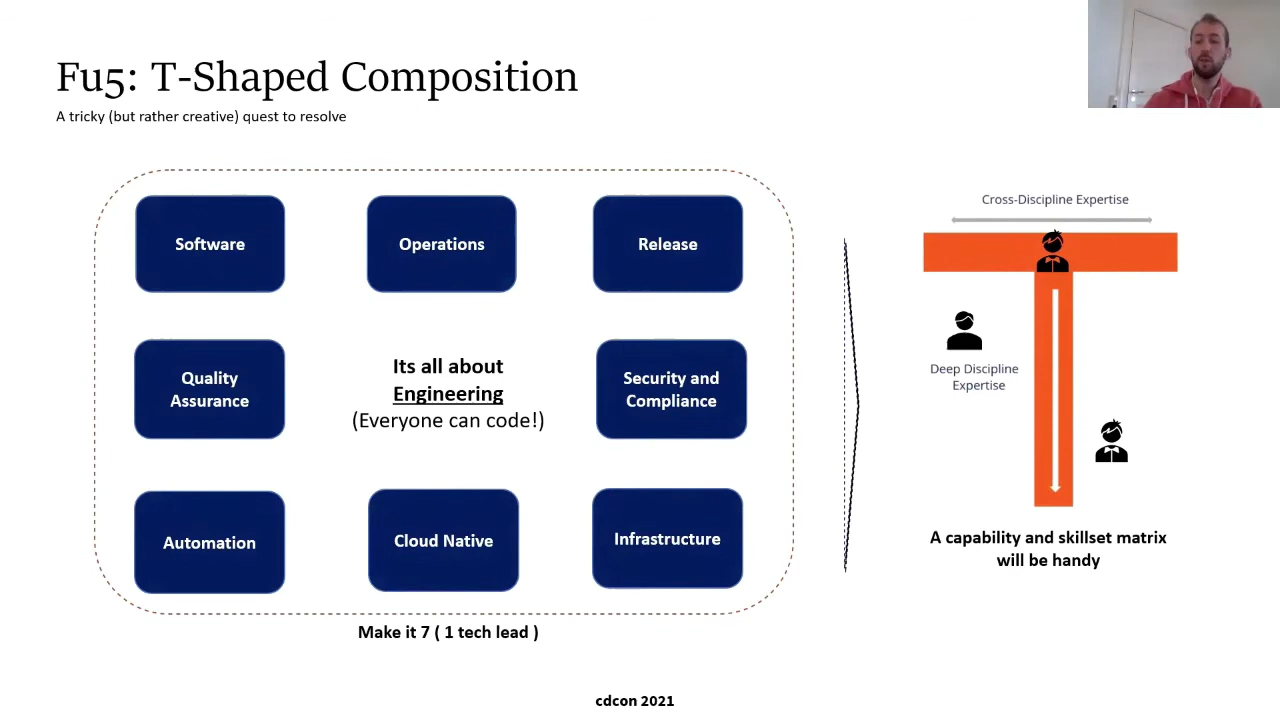 Fu5: T-Shaped Composition
A tricky (but rather creative) quest to resolve
Software
Operations
Release
Quality
Assurance
Its all about
Engineering
(Everyone can code!)
Security and
Compliance
Automation
Cloud Native
Infrastructure
Make it 7 ( 1 tech lead )
Cross-Discipline Expertise
Deep Discipline
Expertise
A capability and skillset matrix
will be handy
cdcon 2021